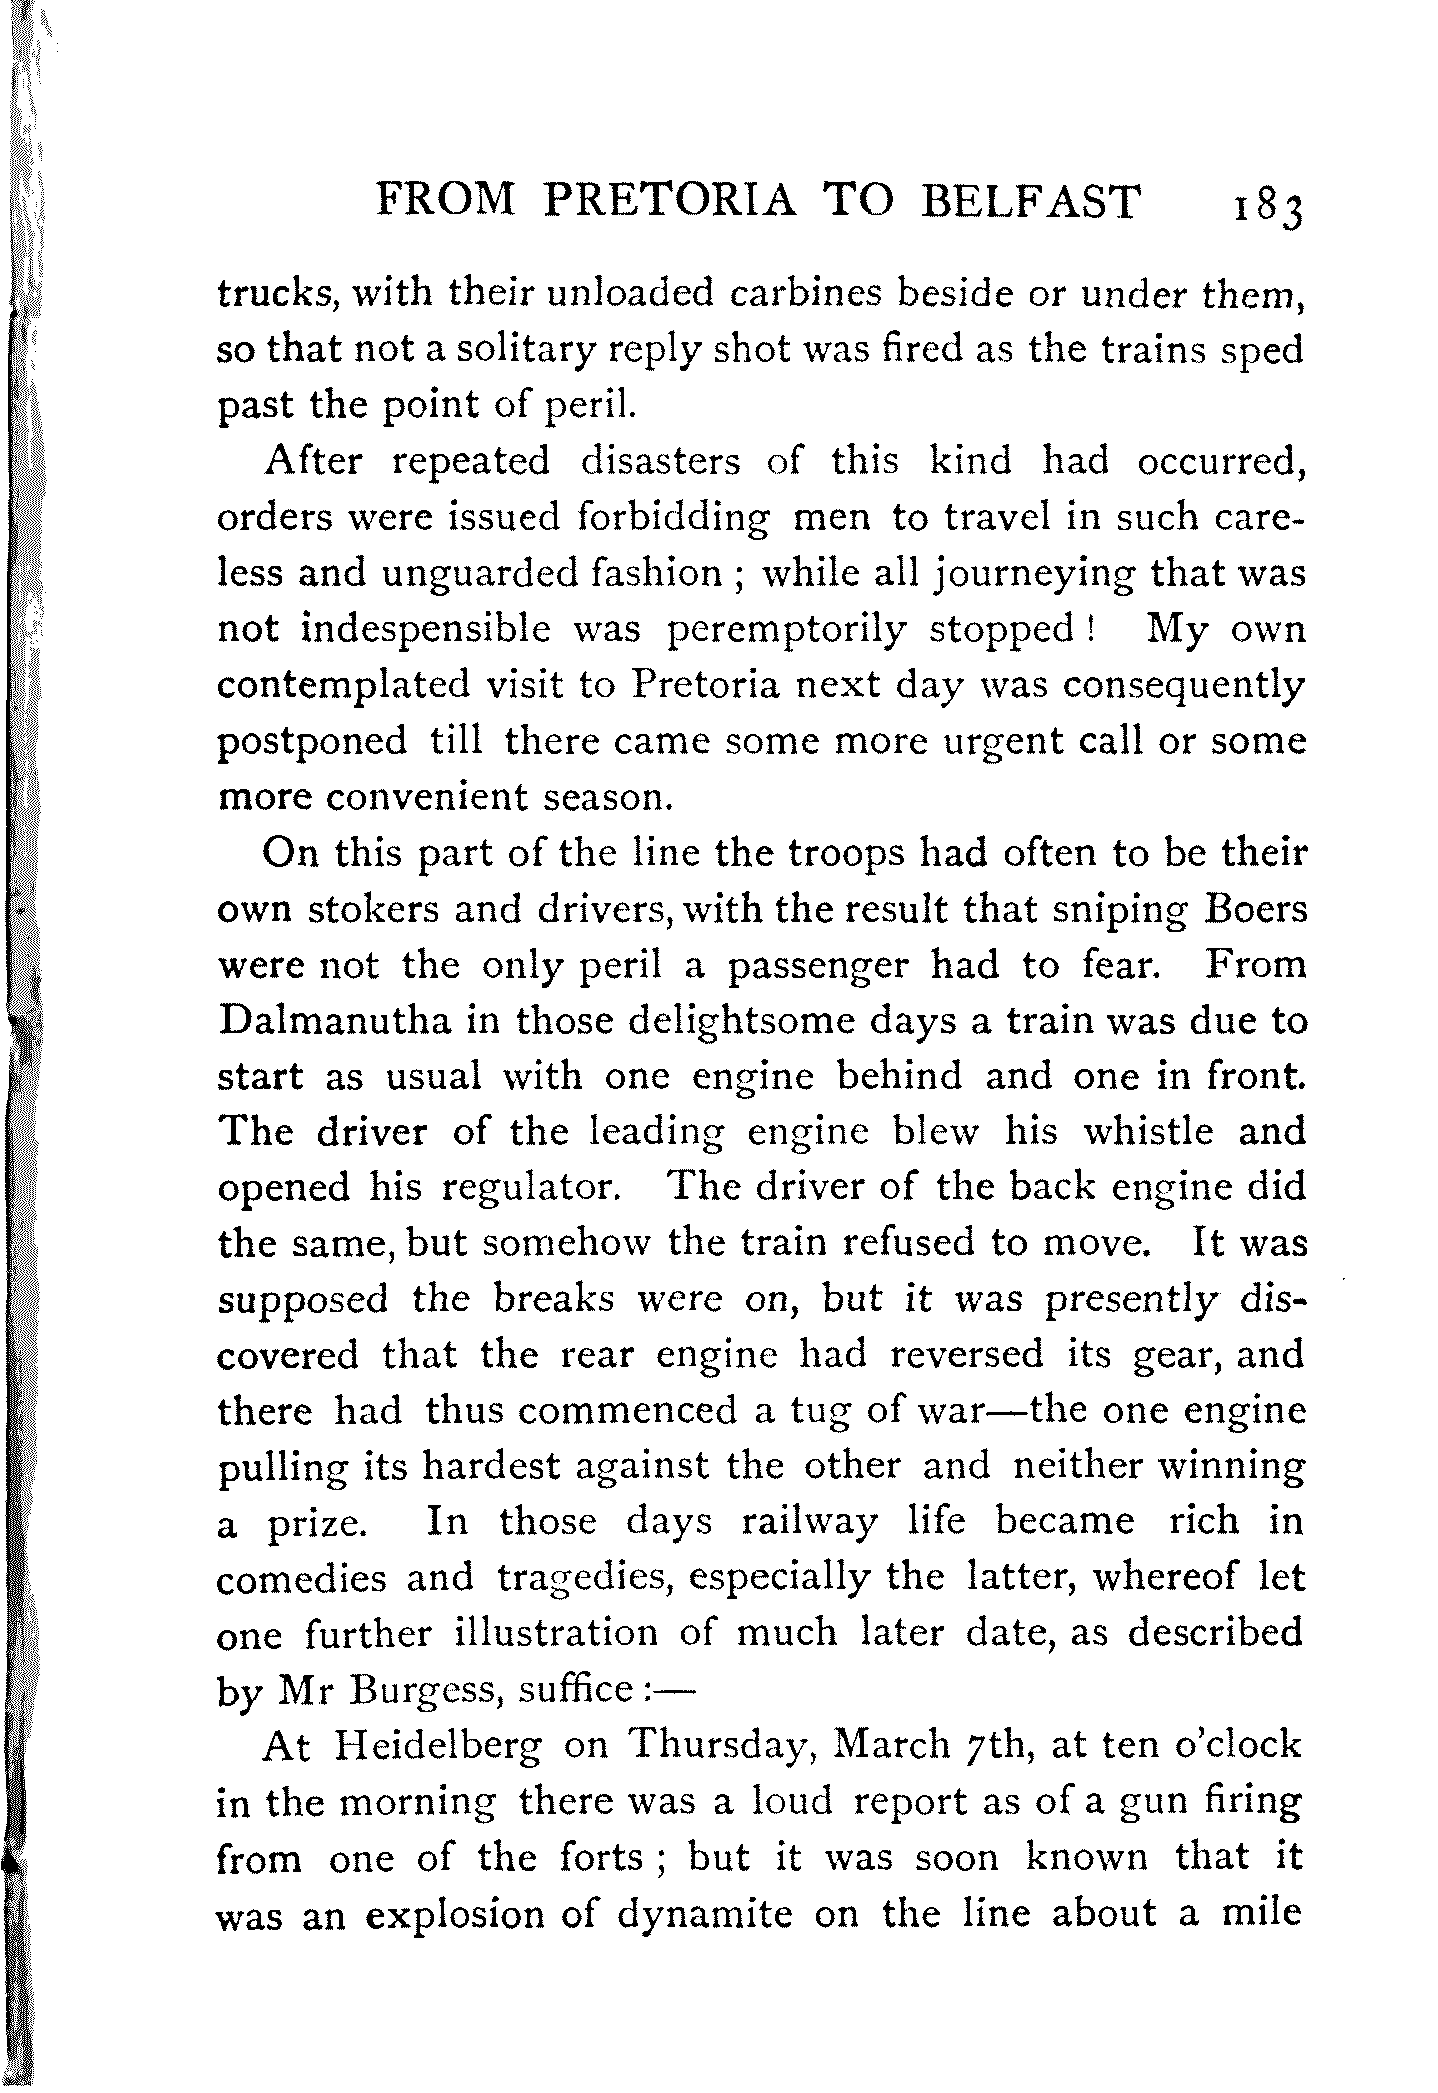 FROM PRETORIA TO BELFAST 183
trucks, with their unloaded carbines beside or under them,
so that not a solitary reply shot was fired as the trains sped
past the point of peril.
After repeated disasters of this kind had occurred,
orders were issued forbidding men to travel in such care-
less and unguarded fashion ; while all journeying that was
not indespensible was peremptorily stopped ! My own
contemplated visit to Pretoria next day was consequently
postponed till there came some more urgent call or some
more convenient season.
On this part of the line the troops had often to be their
own stokers and drivers, with the result that sniping Boers
were not the only peril a passenger had to fear. From
Dalmanutha in those delightsome days a train was due to
start as usual with one engine behind and one in front.
The driver of the leading engine blew his whistle and
opened his regulator. The driver of the back engine did
the same, but somehow the train refused to move. It was
supposed the breaks were on, but it was presently dis-
covered that the rear engine had reversed its gear, and
there had thus commenced a tug of war—the one engine
pulling its hardest against the other and neither winning
a prize. In those days railway life became rich in
comedies and tragedies, especially the latter, whereof let
one further illustration of much later date, as described
by Mr Burgess, suffice :—
At Heidelberg on Thursday, March 7th, at ten o'clock
in the morning there was a loud report as of a gun firing
from one of the forts ; but it was soon known that it
was an explosion of dynamite on the line about a mile